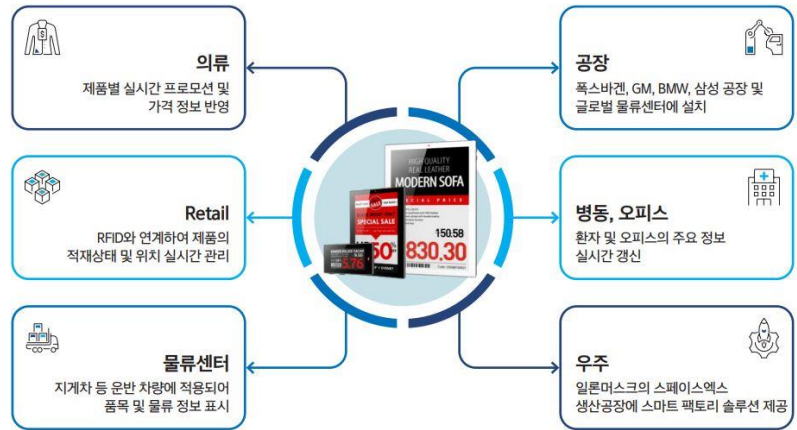 의류
제품별 실시간 프로모션 및
가격 정보 반영
Retail
RFID와 연계하여 제품의
적재상태 및 위치 실시간 관리
물류센터
지게차 등 운반 차량에 적용되어
품목 및 물류 정보 표시
HIGH QUALITY
REAL LEATHER
MODERN SOFA
SPECIAL PRICE
150.58
830.30
SPECIAL SALE
50%
5.76
공장
폭스바겐, GM, BMW, 삼성 공장 및
글로벌 물류센터에 설치
병동, 오피스
환자 및 오피스의 주요 정보
실시간 갱신
우주
일론머스크의 스페이스엑스
생산공장에 스마트 팩토리 솔루션 제공